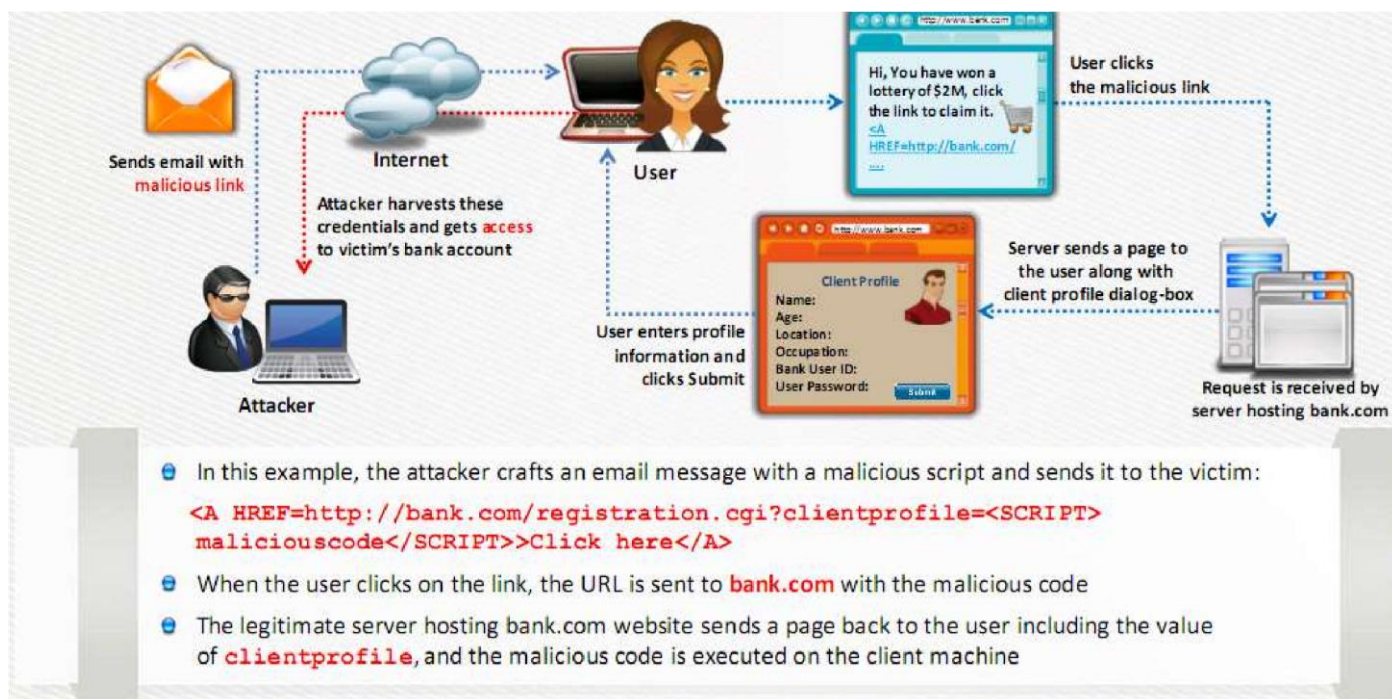 http://www.bank.com
Hi, You have won a
lottery of $2M, click
the link to claim it.
<A
HREF=http://bank.com/
....
User clicks
the malicious link
Sends email with
malicious link
Internet
User
Attacker harvests these
credentials and gets access
to victim's bank account
http://www.bank.com
Client Profile
Name:
Age:
Location:
Occupation:
Bank User ID:
User Password:
Submit
Server sends a page to
the user along with
client profile dialog-box
User enters profile
information and
clicks Submit
Attacker
Request is received by
server hosting bank.com
In this example, the attacker crafts an email message with a malicious script and sends it to the victim:
<A HREF=http://bank.com/registration.cgi?clientprofile=<SCRIPT>
maliciouscode</SCRIPT>>Click here</A>
When the user clicks on the link, the URL is sent to bank.com with the malicious code
The legitimate server hosting bank.com website sends a page back to the user including the value
of clientprofile, and the malicious code is executed on the client machine